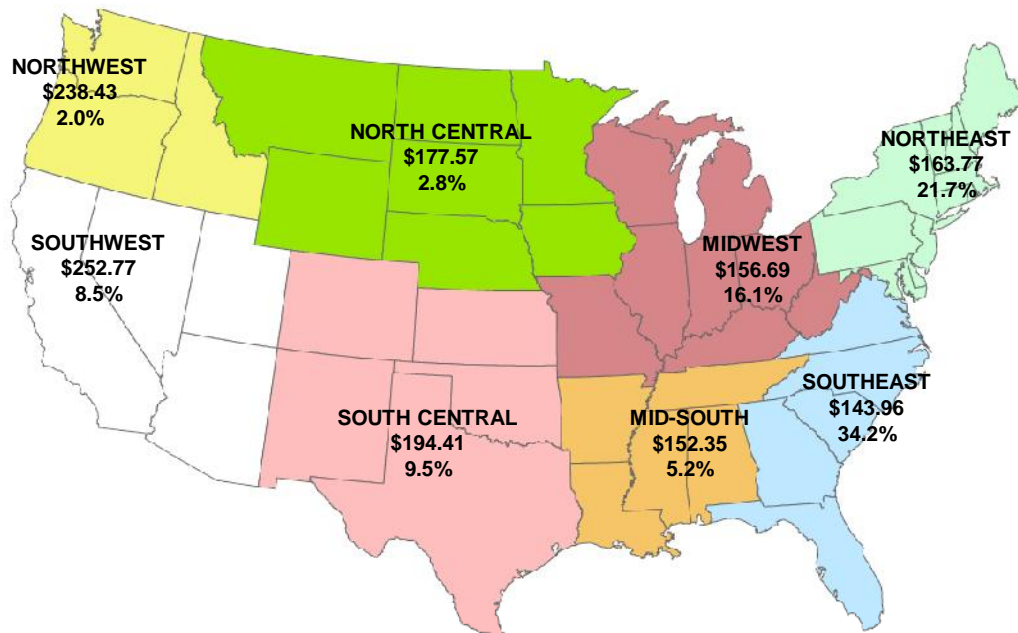 NORTHWEST
$238.43
2.0%
NORTH CENTRAL
$177.57
2.8%
NORTHEAST
$163.77
21.7%
SOUTHWEST
$252.77
8.5%
MIDWEST
$156.69
16.1%
SOUTH CENTRAL
$194.41
9.5%
MID-SOUTH
$152.35
5.2%
SOUTHEAST
$143.96
34.2%